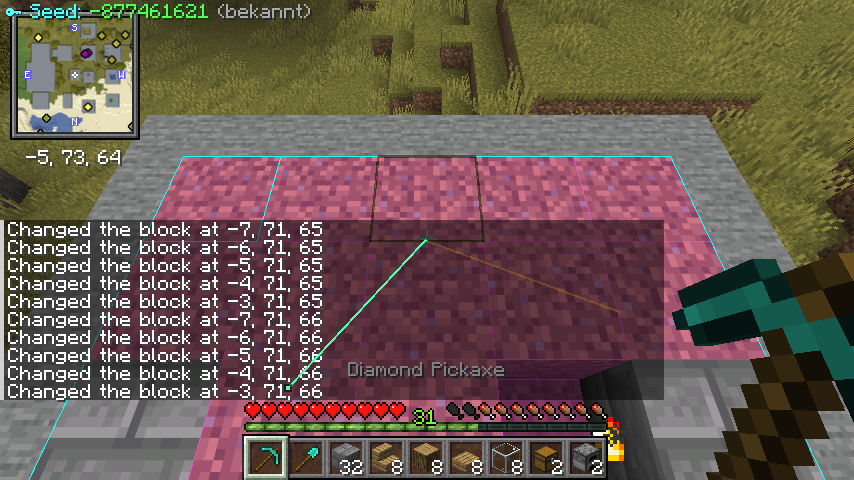 Seed: -877461621 (bekannt)
S
E
W
N
-5, 73, 64
Changed the block at -7, 71, 65
Changed the block at -6, 71, 65
Changed the block at -5, 71, 65
Changed the block at -4, 71, 65
Changed the block at -3, 71, 65
Changed the block at -7, 71, 66
Changed the block at -6, 71, 66
Changed the block at -5, 71, 66
Changed the block at -4, 71, 66
Changed the block at -3, 71, 66
Diamond Pickaxe
31
32 8 8 8 8 2 2